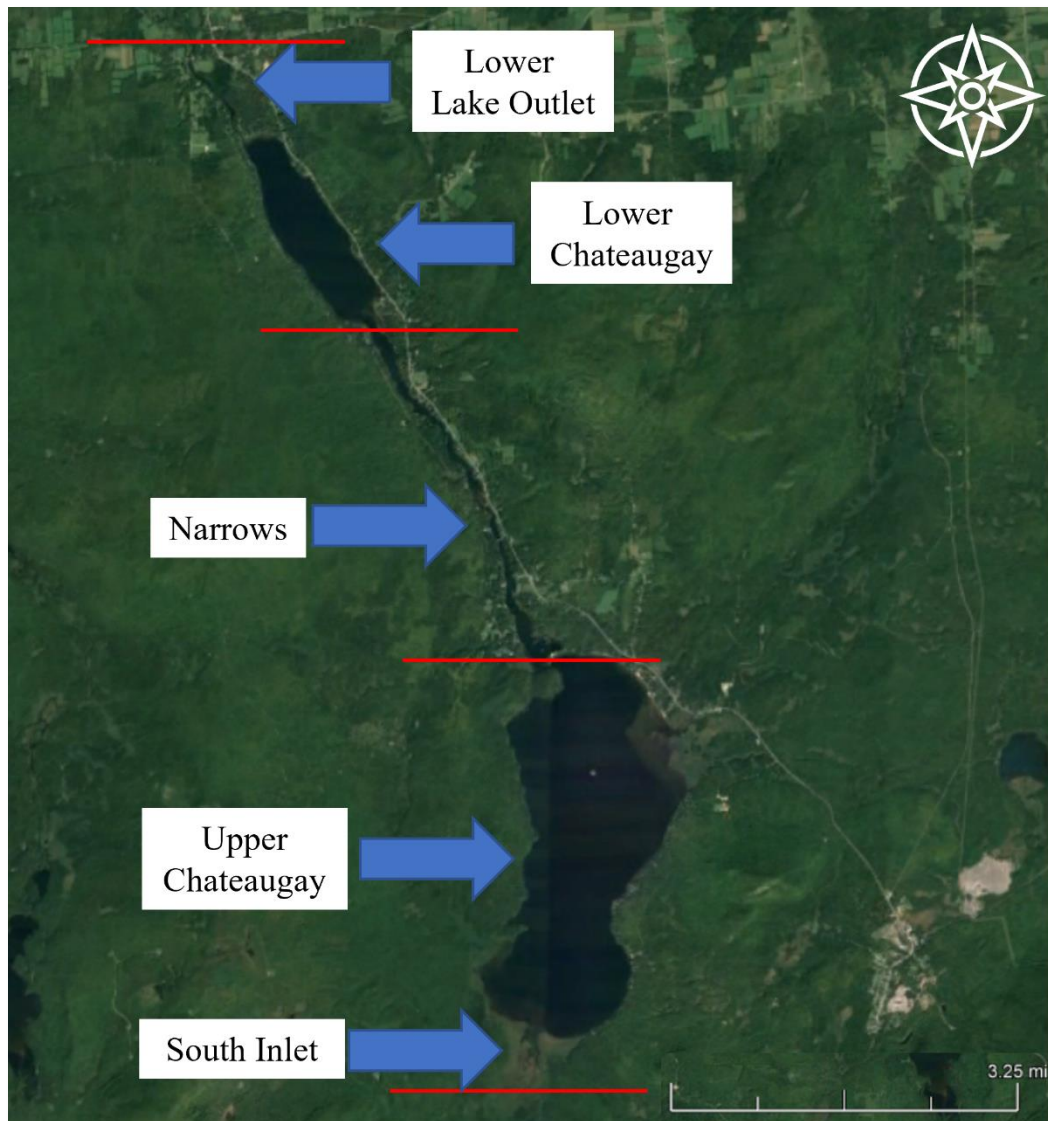 Lower
Lake Outlet
Lower
Chateaugay
Narrows
Upper
Chateaugay
South Inlet
3.25 mi